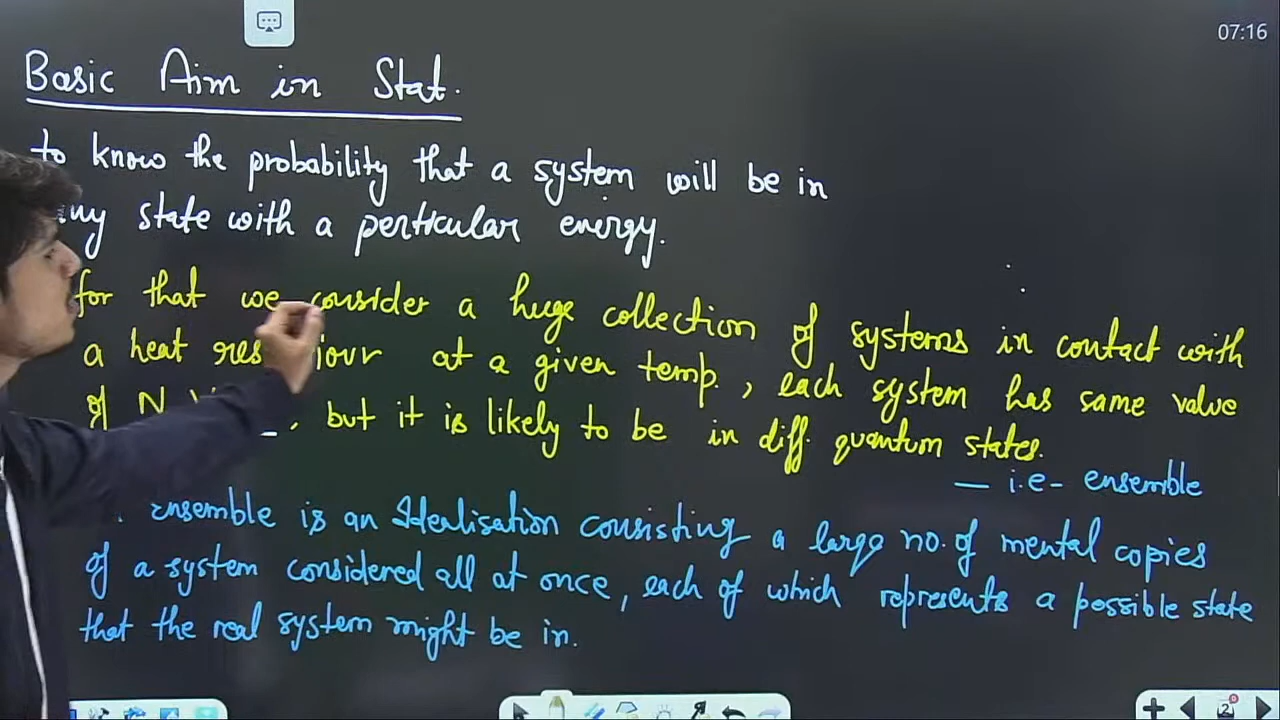 07:16
Basic Aim in Stat.
to know the probability that a system will be in
state with a perticular energy.
for that we consider a huge collection of systems in contact with
a heat at a given temp., each system has same value
of N, but it is likely to be in diff. quantum states.
— i.e- ensemble
ensemble is an Idealisation consisting a large no. of mental copies
of a system considered all at once, each of which represents a possible state
that the real system might be in.
2